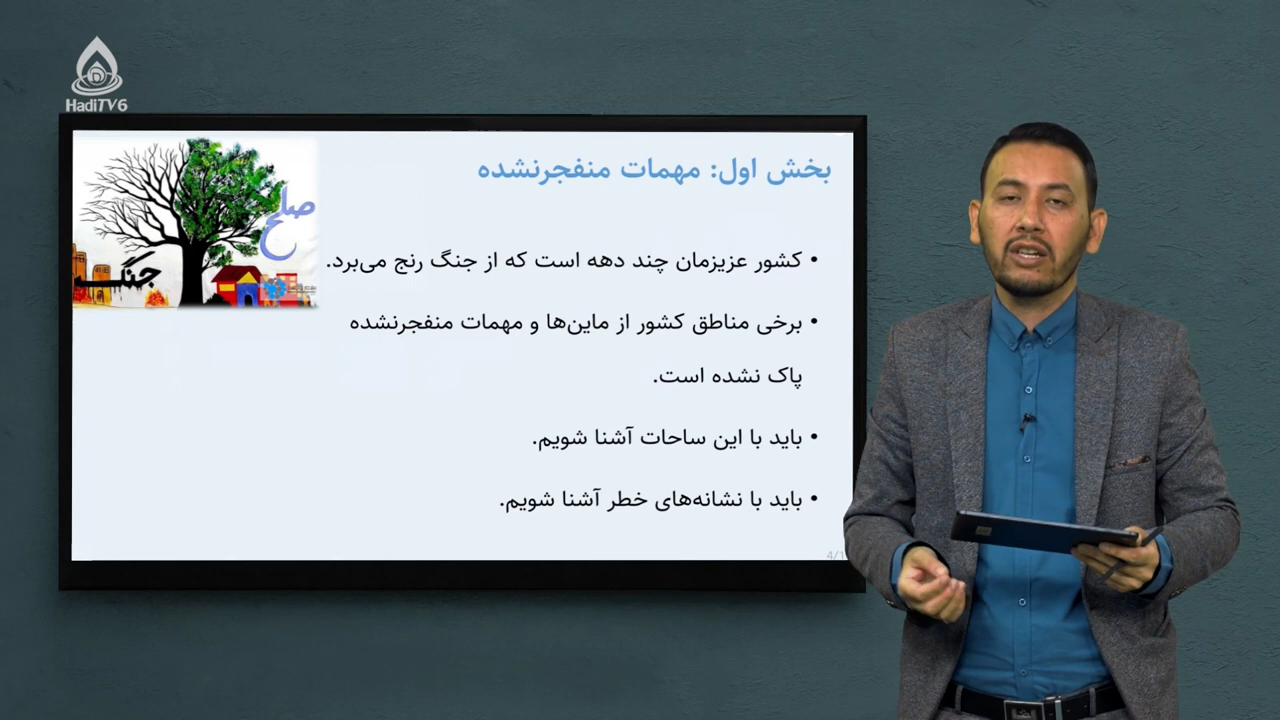 HadiTV6
بخش اول: مهمات منفجرنشده
صلح
جنگ
• کشور عزیزمان چند دهه است که از جنگ رنج می‌برد.
• برخی مناطق کشور از ماین‌ها و مهمات منفجرنشده
پاک نشده است.
• باید با این ساحات آشنا شویم.
• باید با نشانه‌های خطر آشنا شویم.